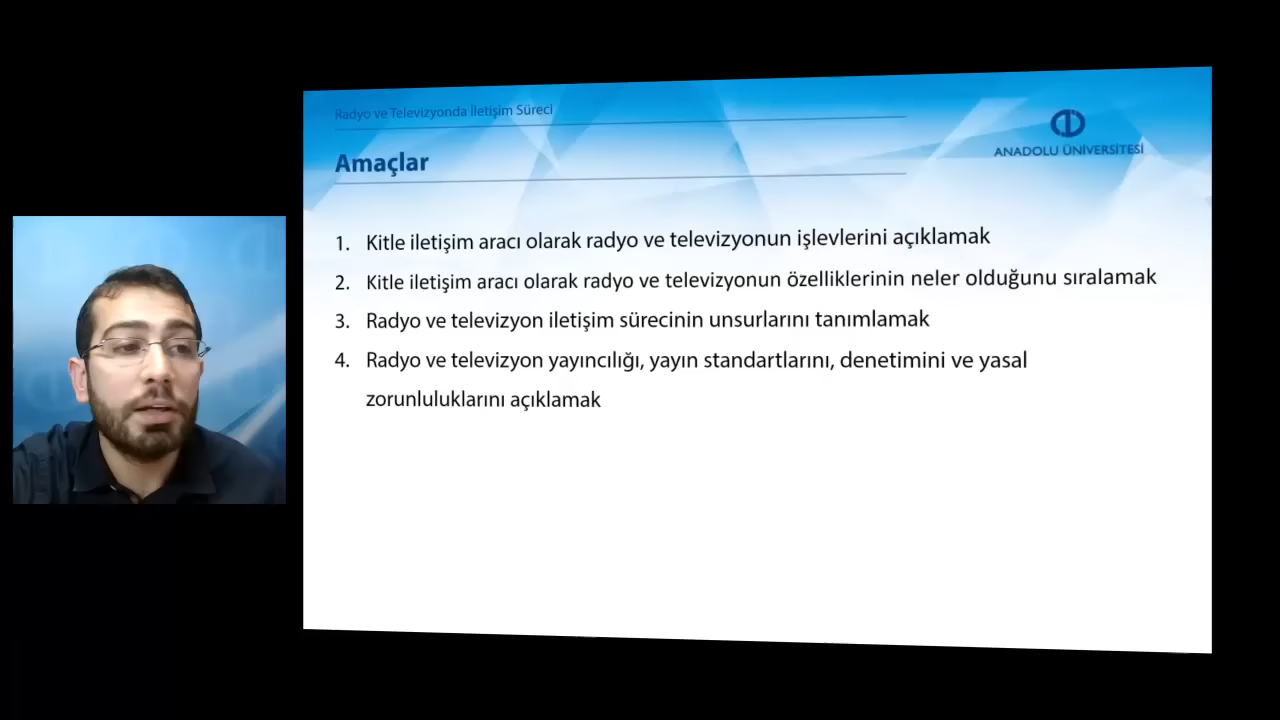 Radyo ve Televizyonda İletişim Süreci
ANADOLU ÜNİVERSİTESİ
Amaçlar
1. Kitle iletişim aracı olarak radyo ve televizyonun işlevlerini açıklamak
2. Kitle iletişim aracı olarak radyo ve televizyonun özelliklerinin neler olduğunu sıralamak
3. Radyo ve televizyon iletişim sürecinin unsurlarını tanımlamak
4. Radyo ve televizyon yayıncılığı, yayın standartlarını, denetimini ve yasal
zorunluluklarını açıklamak